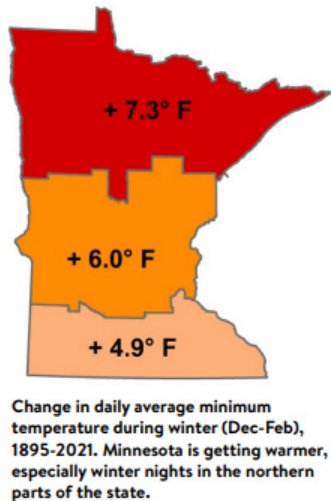 + 7.3° F
+ 6.0° F
+ 4.9° F
Change in daily average minimum
temperature during winter (Dec-Feb),
1895-2021. Minnesota is getting warmer,
especially winter nights in the northern
parts of the state.